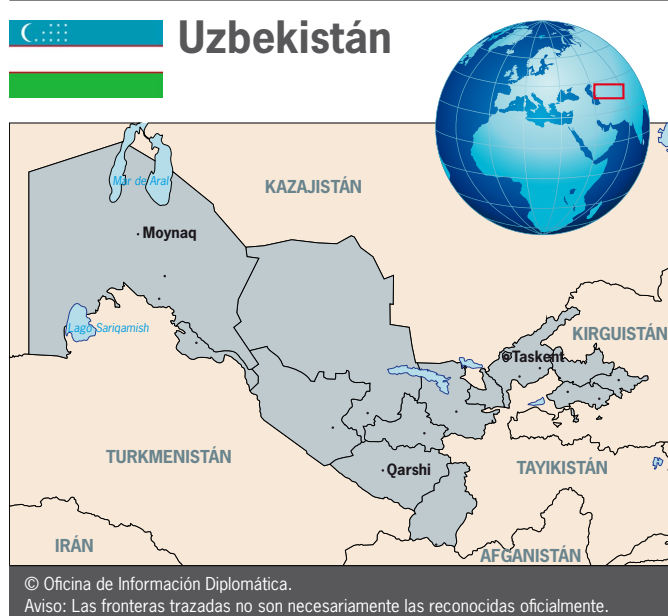 Uzbekistán
Mar de Aral
KAZAJISTÁN
Moynaq
Lago Sariqamish
KIRGUISTÁN
Taskent
TURKMENISTÁN
Qarshi
TAYIKISTÁN
IRÁN
AFGANISTÁN
© Oficina de Información Diplomática.
Aviso: Las fronteras trazadas no son necesariamente las reconocidas oficialmente.